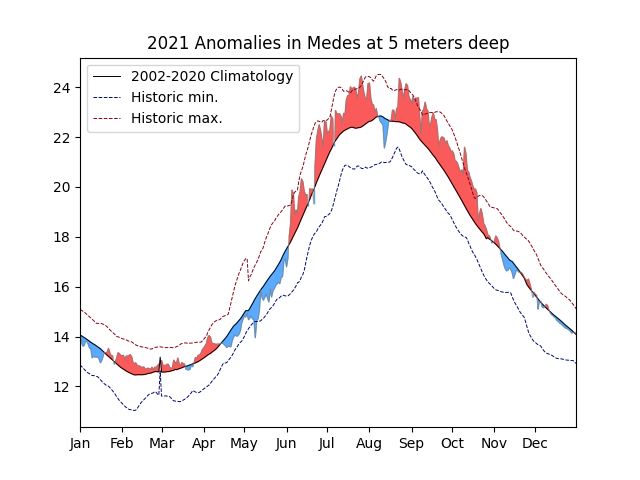 2021 Anomalies in Medes at 5 meters deep
2002-2020 Climatology
Historic min.
Historic max.
24
22
20
18
16
14
12
Jan Feb Mar Apr May Jun Jul Aug Sep Oct Nov Dec